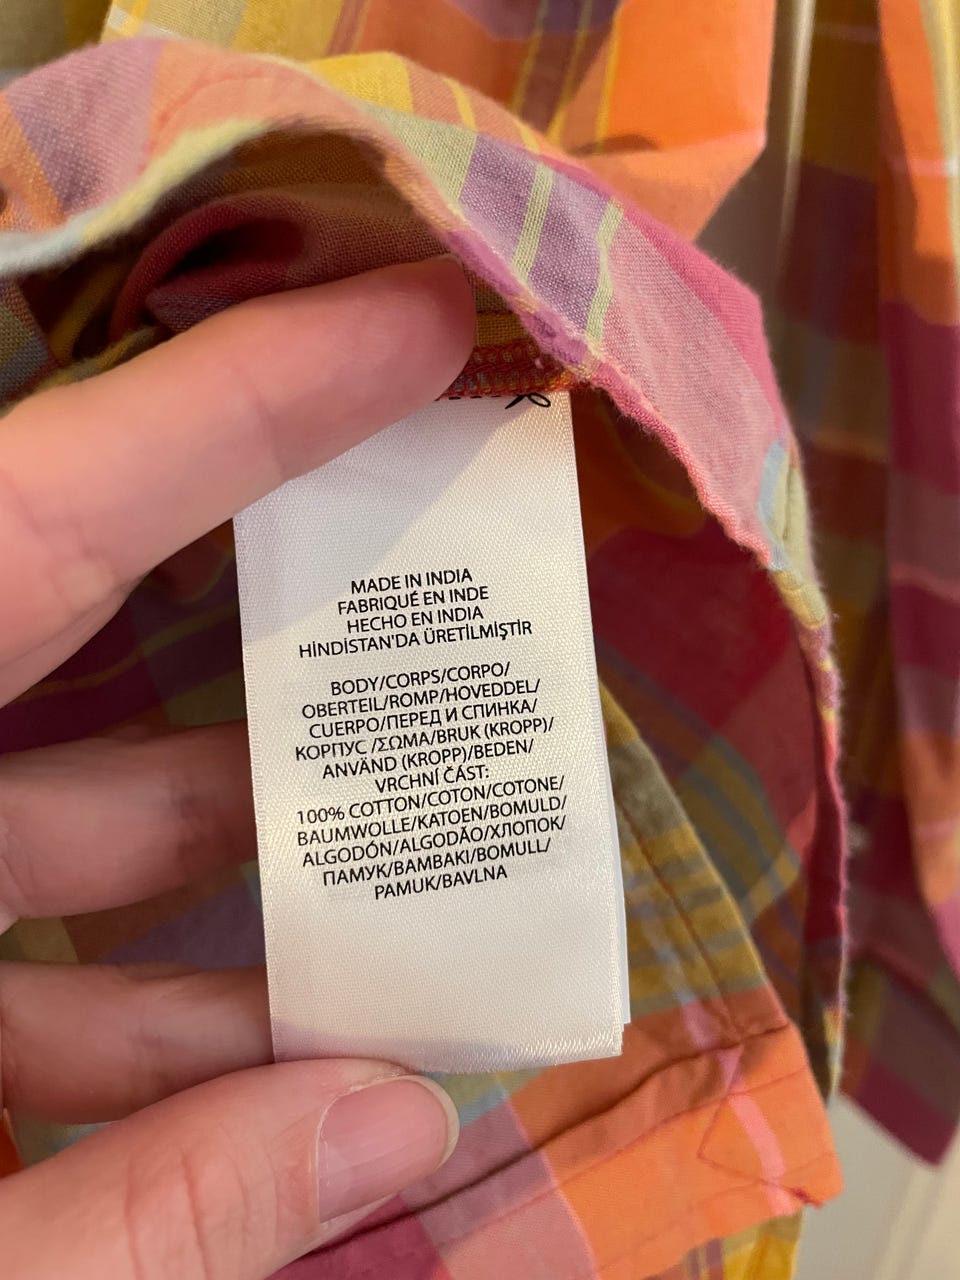 MADE IN INDIA
FABRIQUÉ EN INDE
HECHO EN INDIA
HİNDİSTAN'DA ÜRETİLMİŞTİR
BODY/CORPS/CORPO/
OBERTEIL/ROMP/HOVEDDEL/
CUERPO/ПЕРЕД И СПИНКА/
КОРПУС /ΣΩΜΑ/BRUK (KROPP)/
ANVÄND (KROPP)/BEDEN/
VRCHNÍ ČÁST:
100% COTTON/COTON/COTONE/
BAUMWOLLE/KATOEN/BOMULD/
ALGODÓN/ALGODÃO/ХЛОПОК/
ПАМУК/BAMBAKI/BOMULL/
PAMUK/BAVLNA